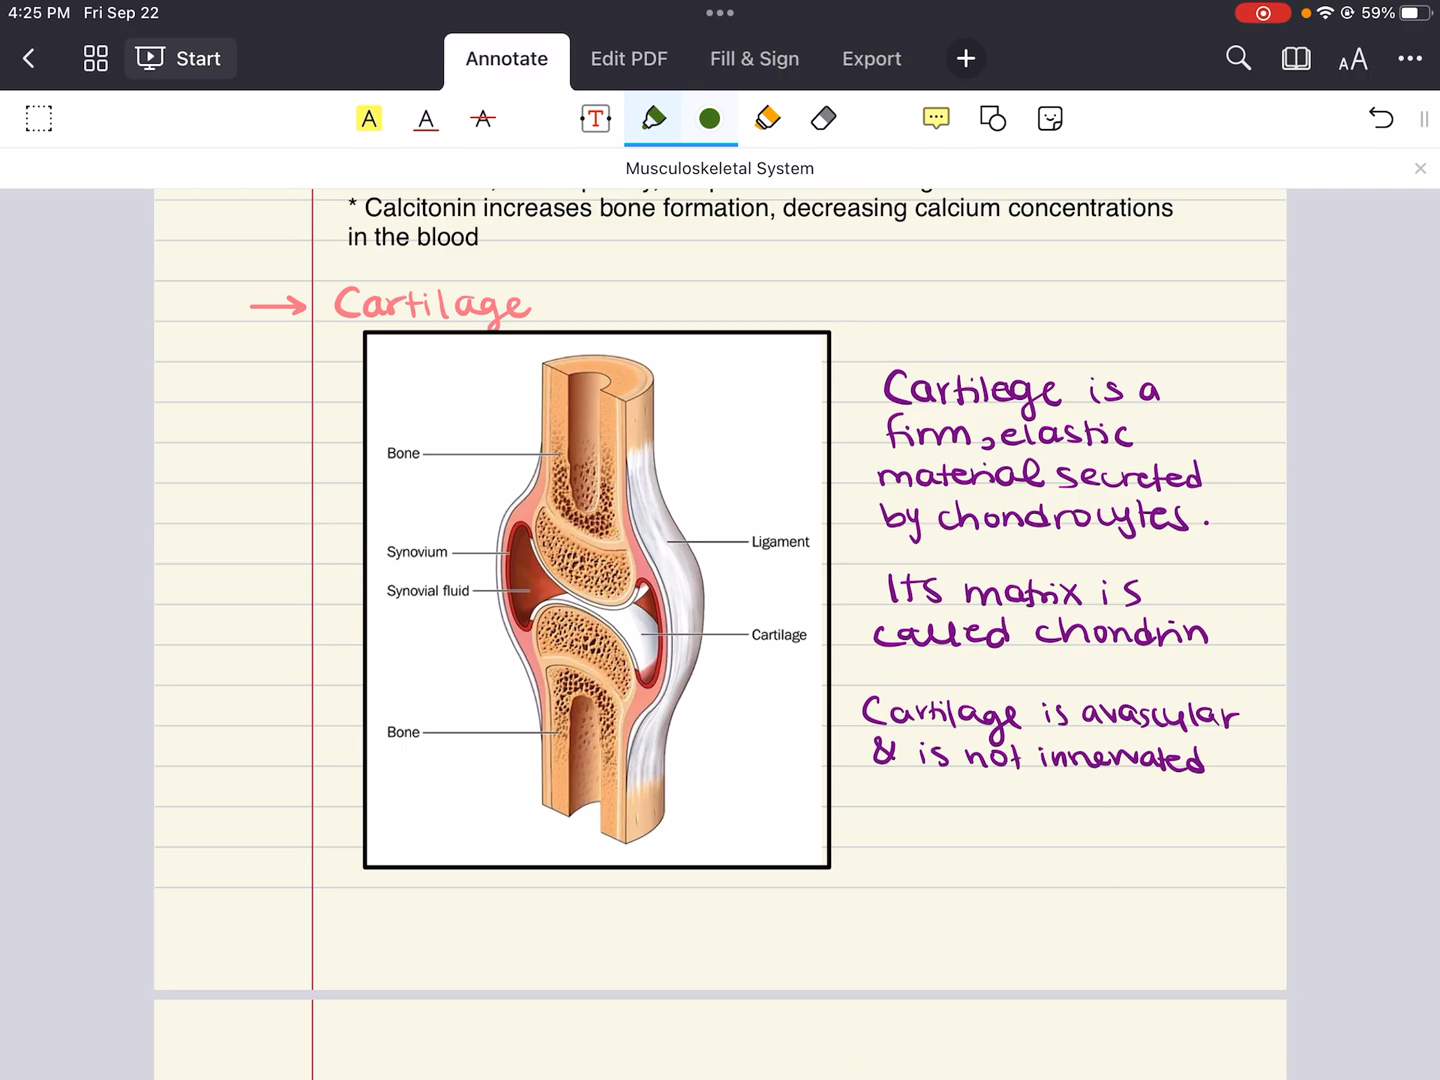 4:25 PM Fri Sep 22
59%
Start
Annotate
Edit PDF
Fill & Sign
Export
Musculoskeletal System
* Calcitonin increases bone formation, decreasing calcium concentrations
in the blood
→ Cartilage
Bone
Synovium
Synovial fluid
Bone
Ligament
Cartilage
Cartilege is a
firm, elastic
material secreted
by chondrocytes.
Its matrix is
called chondrin
Cartilage is avascular
& is not innervated